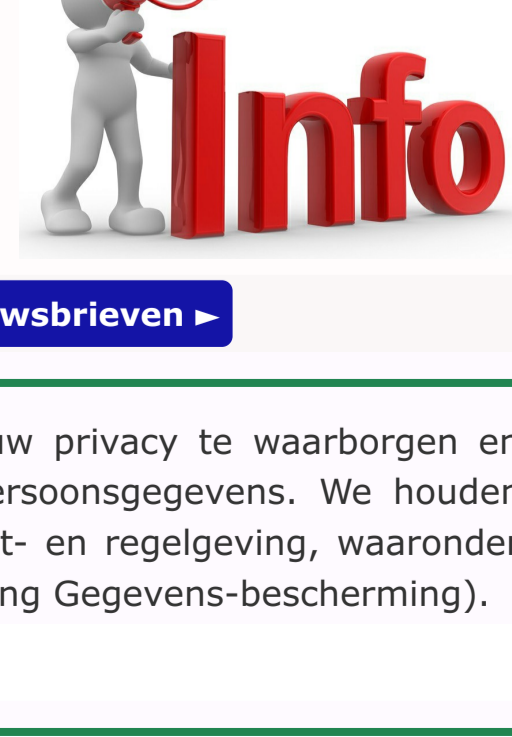 Info
wsbrieven ►
uw privacy te waarborgen en
ersoonsgegevens. We houden
t- en regelgeving, waaronder
ng Gegevens-bescherming).